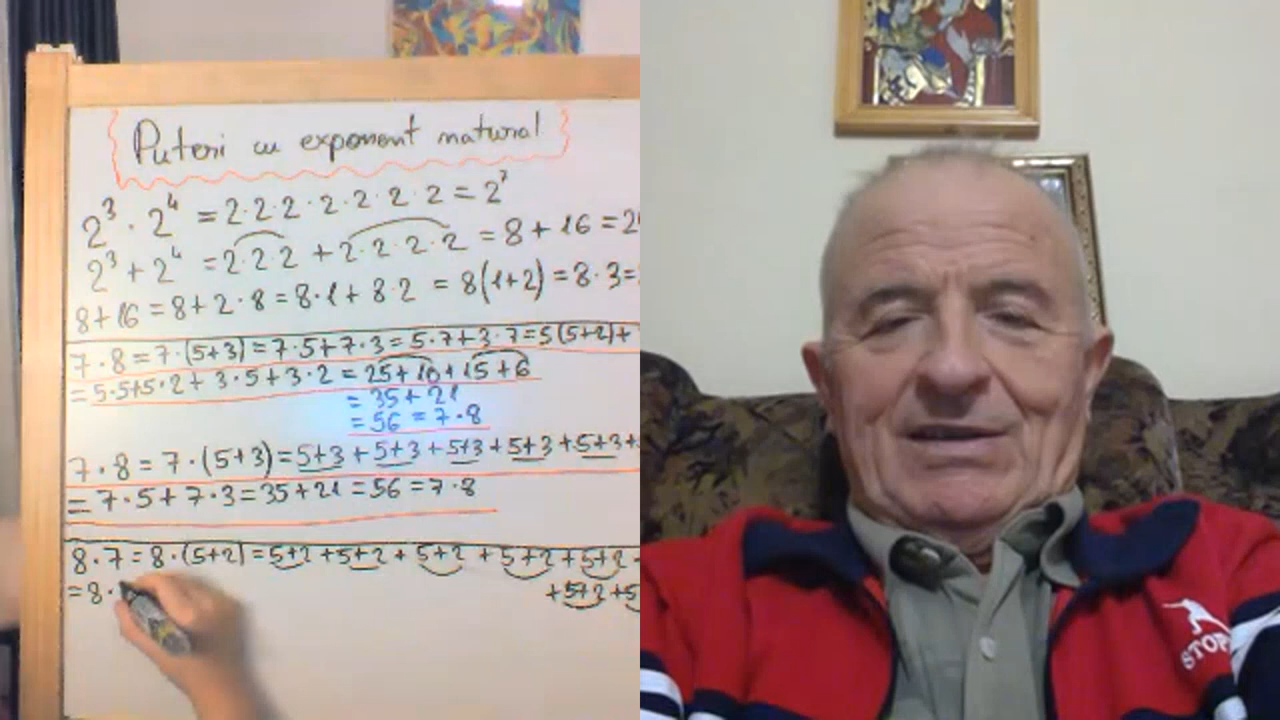 Puteri cu exponent natural
2³ · 2⁴ = 2·2·2·2·2·2·2 = 2⁷
2³ + 2⁴ = 2·2·2 + 2·2·2·2 = 8 + 16 = 2
8 + 16 = 8 + 2 · 8 = 8·1 + 8·2 = 8(1+2) = 8·3 =
7·8 = 7·(5+3) = 7·5 + 7·3 = 5·7 + 3·7 = 5(5+2) +
= 5·5+5·2 + 3·5 + 3·2 = 25 + 10 + 15 + 6
= 35 + 21
= 56 = 7·8
7·8 = 7·(5+3) = 5+3 + 5+3 + 5+3 + 5+3 + 5+3 +
= 7·5 + 7·3 = 35 + 21 = 56 = 7·8
8·7 = 8·(5+2) = 5+2 + 5+2 + 5+2 + 5+2 + 5+2
+ 5+2 + 5
= 8·
STOP